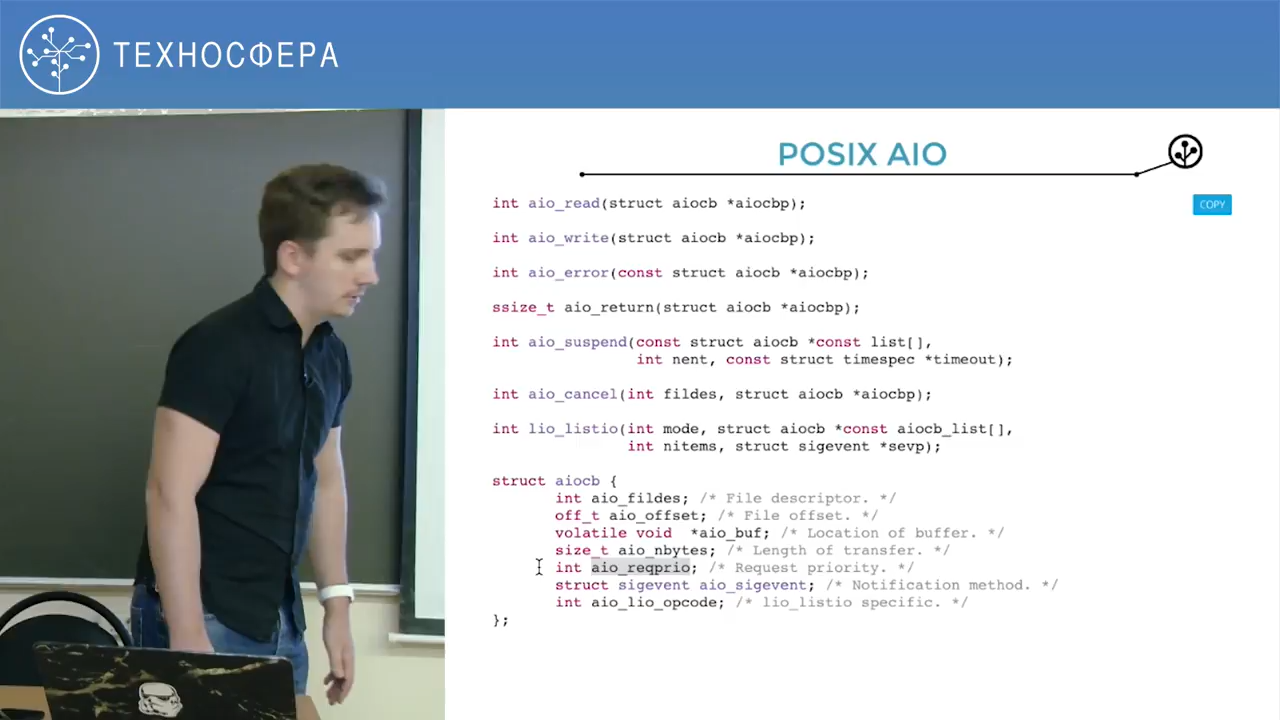 ТЕХНОСФЕРА
POSIX AIO
COPY
int aio_read(struct aiocb *aiocbp);
int aio_write(struct aiocb *aiocbp);
int aio_error(const struct aiocb *aiocbp);
ssize_t aio_return(struct aiocb *aiocbp);
int aio_suspend(const struct aiocb *const list[],
int nent, const struct timespec *timeout);
int aio_cancel(int fildes, struct aiocb *aiocbp);
int lio_listio(int mode, struct aiocb *const aiocb_list[],
int nitems, struct sigevent *sevp);
struct aiocb {
int aio_fildes; /* File descriptor. */
off_t aio_offset; /* File offset. */
volatile void *aio_buf; /* Location of buffer. */
size_t aio_nbytes; /* Length of transfer. */
int aio_reqprio; /* Request priority. */
struct sigevent aio_sigevent; /* Notification method. */
int aio_lio_opcode; /* lio_listio specific. */
};